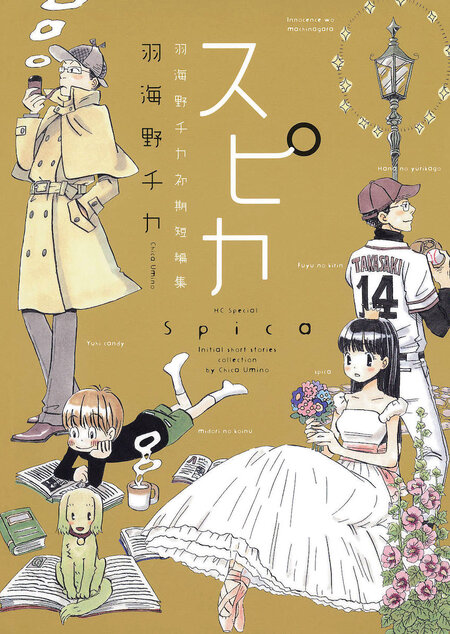 Innocence wo
machinagara
スピカ
羽海野チカ初期短編集
羽海野チカ
Chica Umino
Hana no yurikago
Fuyu no kirin
TAKASAKI
14
HC Special
Spica
Initial short stories
collection
by Chica Umino
Yuki candy
spica
midori no koinu